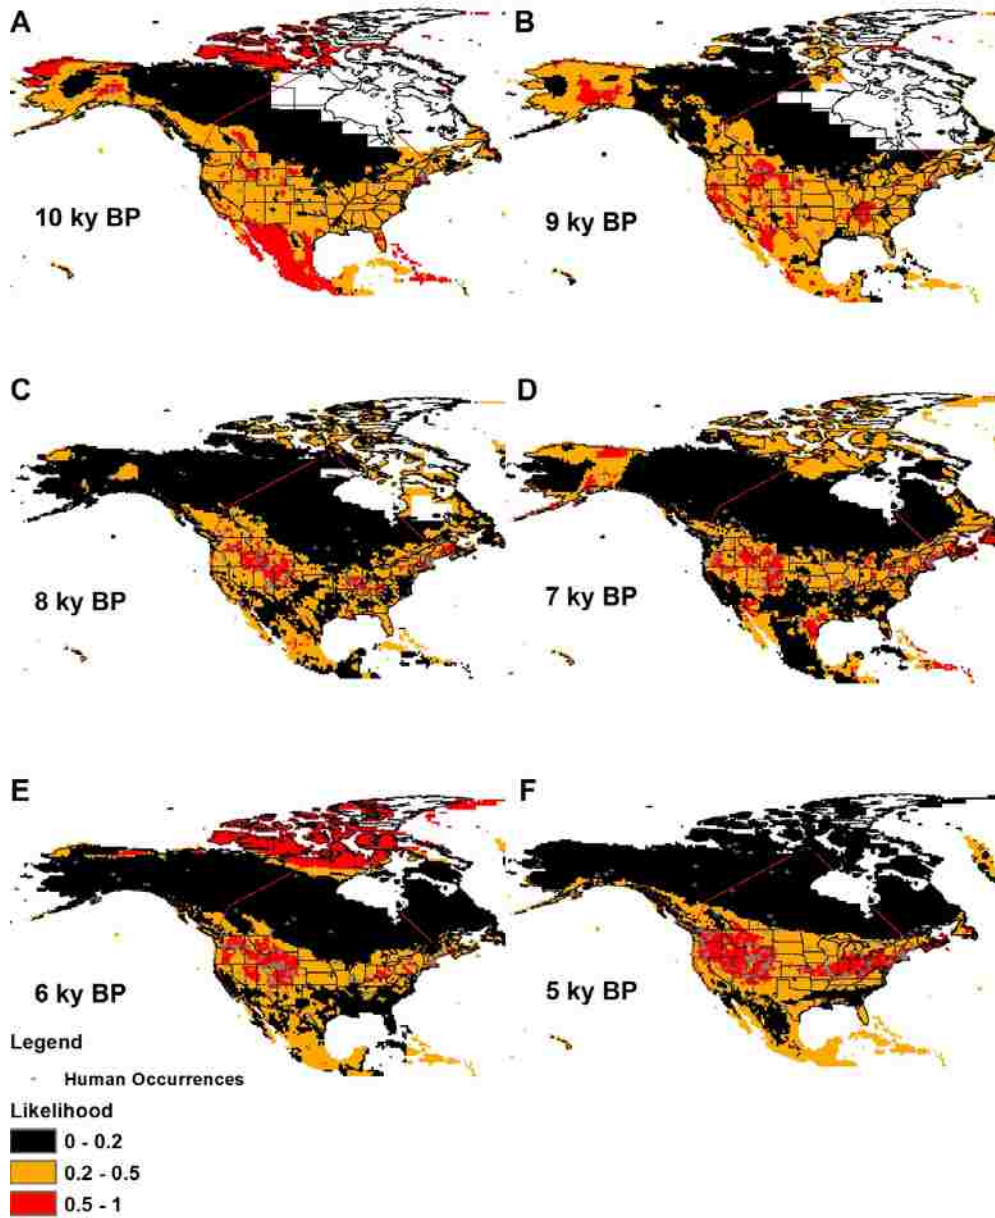 A
B
10 ky BP
9 ky BP
C
D
8 ky BP
7 ky BP
E
F
6 ky BP
5 ky BP
Legend
Human Occurrences
Likelihood
0 - 0.2
0.2 - 0.5
0.5 - 1